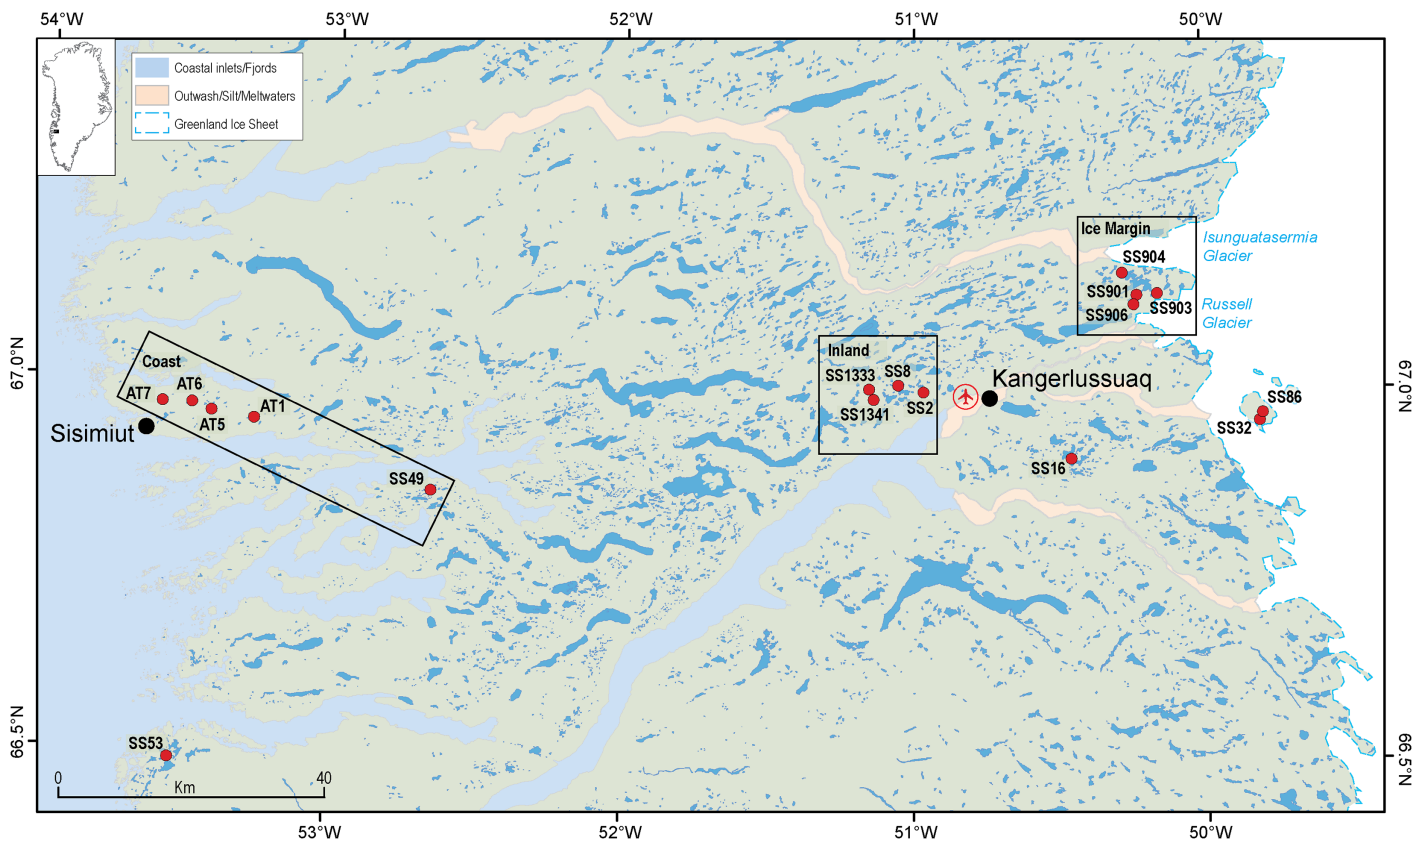 54°W
53°W
52°W
51°W
50°W
Coastal inlets/Fjords
Outwash/Silt/Meltwaters
Greenland Ice Sheet
Ice Margin
Isunguatasermia
Glacier
SS904
SS901
SS903
SS906
Russell
Glacier
67.0°N
67.0°N
Coast
AT7
AT6
AT5
AT1
Sisimiut
SS49
Inland
SS1333
SS8
SS1341
SS2
Kangerlussuaq
SS86
SS32
SS16
66.5°N
66.5°N
SS53
0
40
Km
53°W
52°W
51°W
50°W